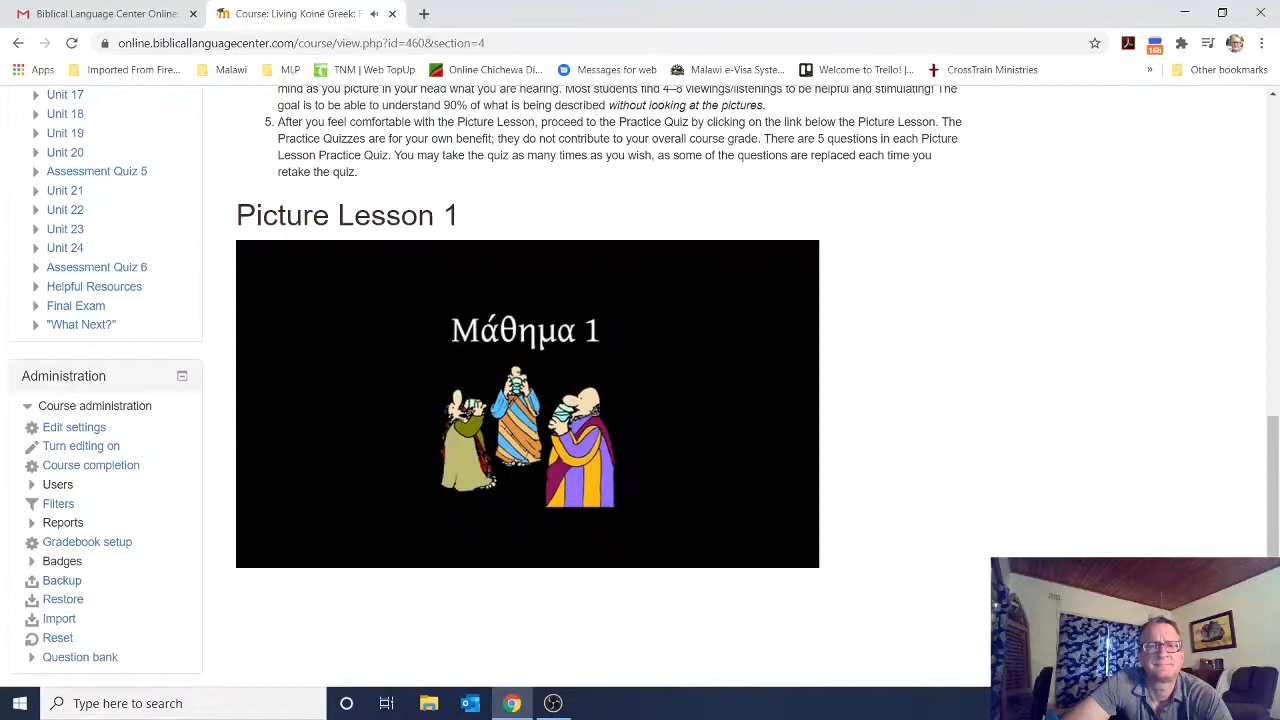 Biblical Language Center Online:
Course: Living Koiné Greek: F
online.biblicallanguagecenter.com/course/view.php?id=460&section=4
16h
Apps
Imported From Fire...
Malawi
MLP
TNM | Web TopUp
Online Chichewa Di...
Messages for web
Malawi e-Visa Syste...
Welcome to Trello! |...
CrossTrain Ministries
»
Other bookmarks
Unit 17
Unit 18
Unit 19
Unit 20
Assessment Quiz 5
Unit 21
Unit 22
Unit 23
Unit 24
Assessment Quiz 6
Helpful Resources
Final Exam
"What Next?"
Administration
Course administration
Edit settings
Turn editing on
Course completion
Users
Filters
Reports
Gradebook setup
Badges
Backup
Restore
Import
Reset
Question bank
mind as you picture in your head what you are hearing. Most students find 4–8 viewings/listenings to be helpful and stimulating! The
goal is to be able to understand 90% of what is being described without looking at the pictures.
5. After you feel comfortable with the Picture Lesson, proceed to the Practice Quiz by clicking on the link below the Picture Lesson. The
Practice Quizzes are for your own benefit; they do not contribute to your overall course grade. There are 5 questions in each Picture
Lesson Practice Quiz. You may take the quiz as many times as you wish, as some of the questions are replaced each time you
retake the quiz.
Picture Lesson 1
Μάθημα 1
Type here to search